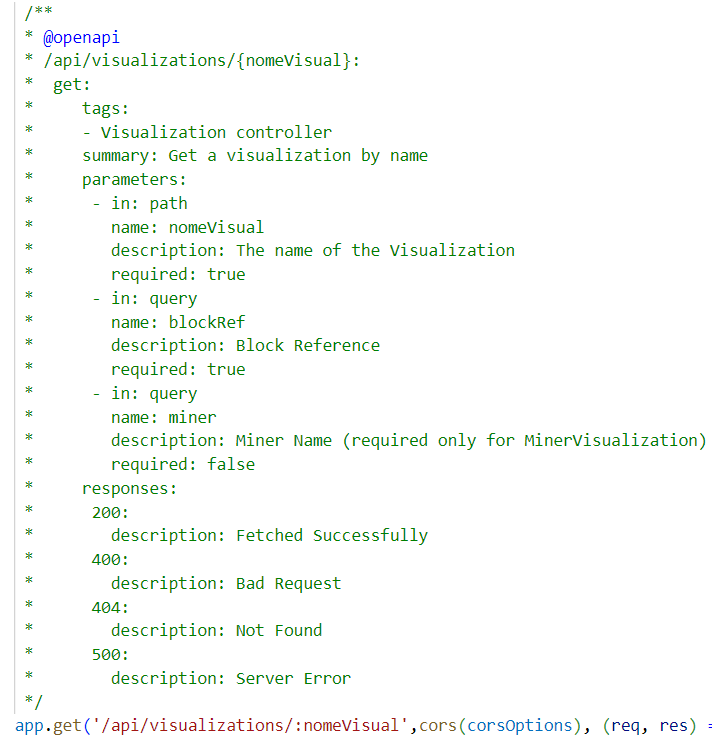 /**
* @openapi
* /api/visualizations/{nomeVisual}:
*  get:
*     tags:
*     - Visualization controller
*     summary: Get a visualization by name
*     parameters:
*      - in: path
*        name: nomeVisual
*        description: The name of the Visualization
*        required: true
*      - in: query
*        name: blockRef
*        description: Block Reference
*        required: true
*      - in: query
*        name: miner
*        description: Miner Name (required only for MinerVisualization)
*        required: false
*     responses:
*      200:
*        description: Fetched Successfully
*      400:
*        description: Bad Request
*      404:
*        description: Not Found
*      500:
*        description: Server Error
*/
app.get('/api/visualizations/:nomeVisual',cors(corsOptions), (req, res) =